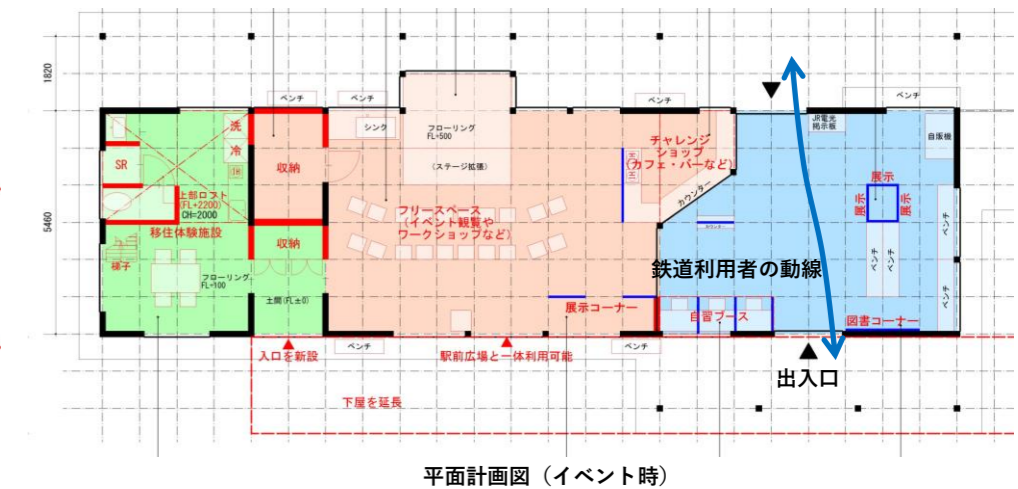 1820
5460
ベンチ
ベンチ
ベンチ
ベンチ
洗
冷
IH
SR
上部ロフト
(FL+2200)
CH=2000
移住体験施設
梯子
フローリング
FL=100
収納
収納
土間(FL±0)
シンク
フローリング
FL=500
(ステージ拡張)
フリースペース
(イベント観覧や
ワークショップなど)
チャレンジ
ショップ
(カフェ・バーなど)
カウンター
JR電光
掲示板
自販機
展示
展示
展示
カウンター
鉄道利用者の動線
ベンチ
ベンチ
ベンチ
ベンチ
展示コーナー
自習ブース
図書コーナー
入口を新設
ベンチ
駅前広場と一体利用可能
ベンチ
出入口
下屋を延長
平面計画図(イベント時)